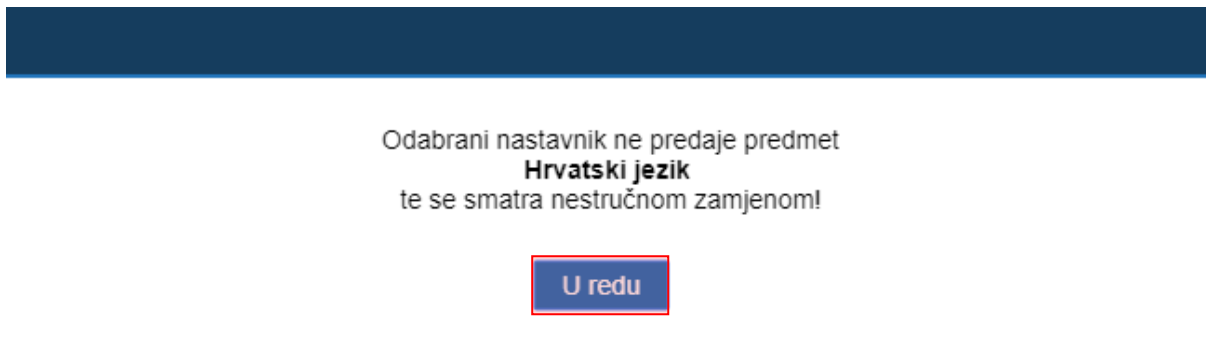 Odabrani nastavnik ne predaje predmet
Hrvatski jezik
te se smatra nestručnom zamjenom!
U redu